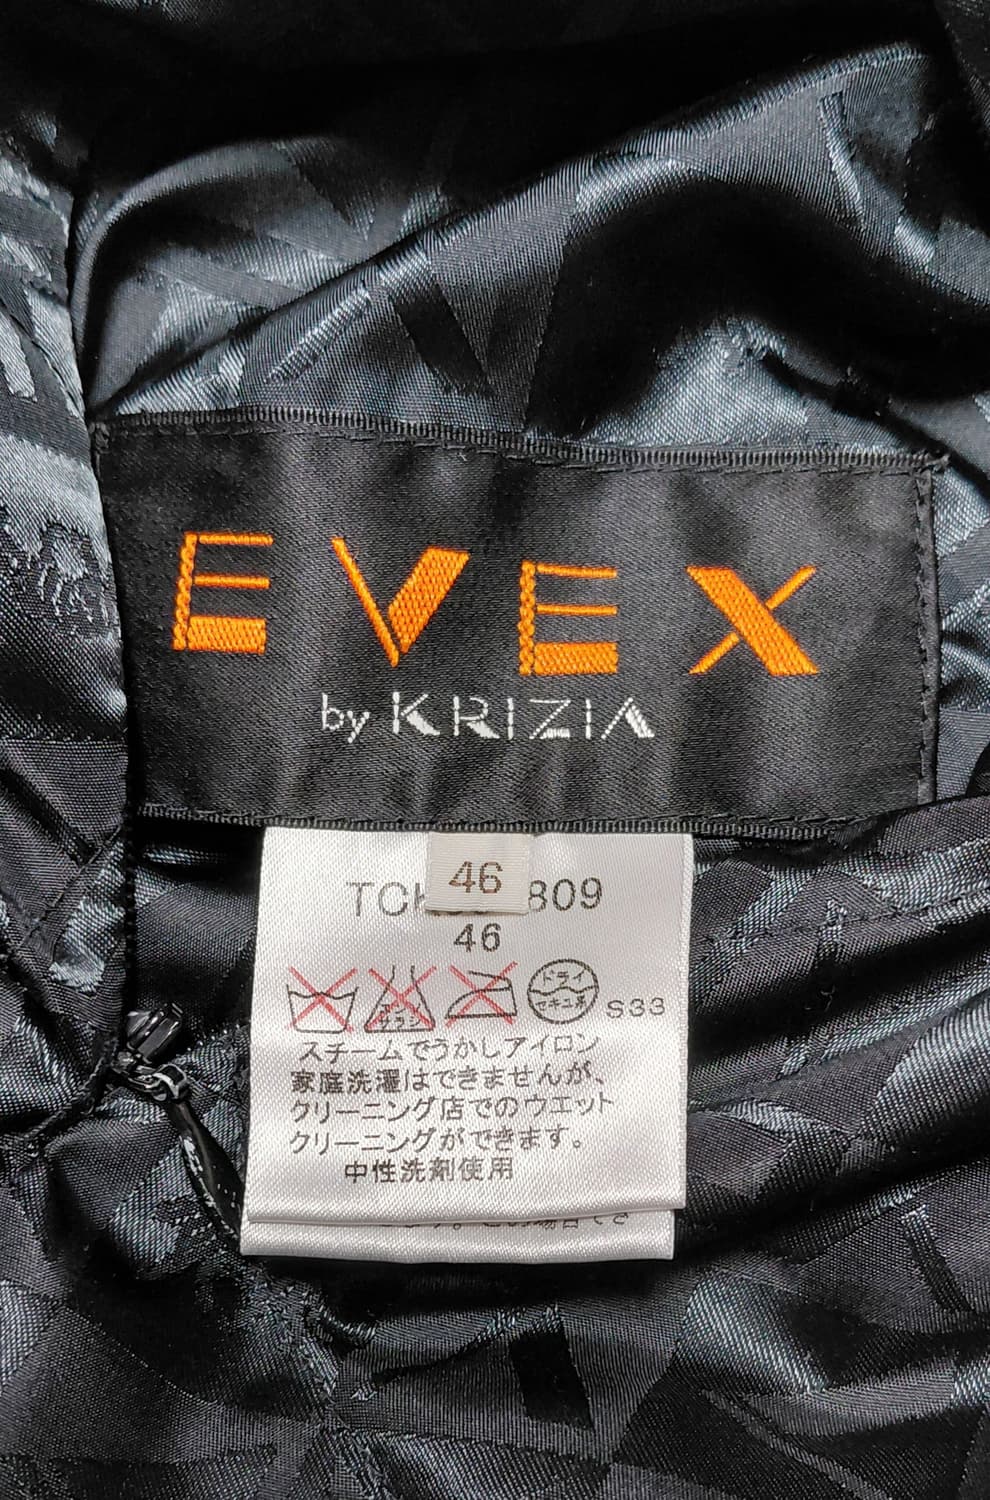 EVEX
by KRIZIA
46
809
46
ドライ
セキユ系
S33
スチームでうかしアイロン
家庭洗濯はできませんが、
クリーニング店でのウエット
クリーニングができます。
中性洗剤使用